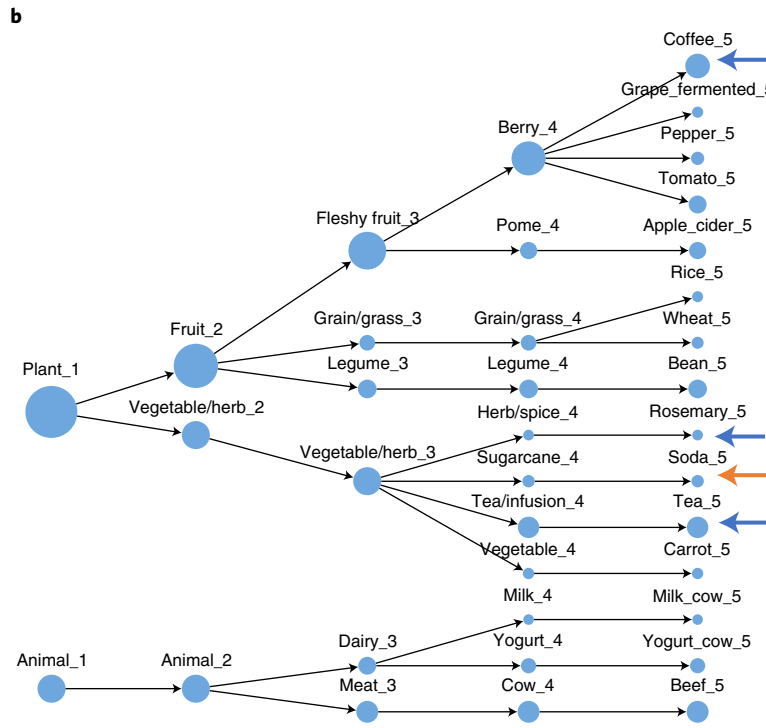 b
Coffee_5
Grape_fermented_5
Berry_4
Pepper_5
Tomato_5
Fleshy fruit_3
Pome_4
Apple_cider_5
Rice_5
Fruit_2
Grain/grass_3
Grain/grass_4
Wheat_5
Plant_1
Legume_3
Legume_4
Bean_5
Vegetable/herb_2
Herb/spice_4
Rosemary_5
Vegetable/herb_3
Sugarcane_4
Soda_5
Tea/infusion_4
Tea_5
Vegetable_4
Carrot_5
Milk_4
Milk_cow_5
Animal_1
Animal_2
Dairy_3
Yogurt_4
Yogurt_cow_5
Meat_3
Cow_4
Beef_5